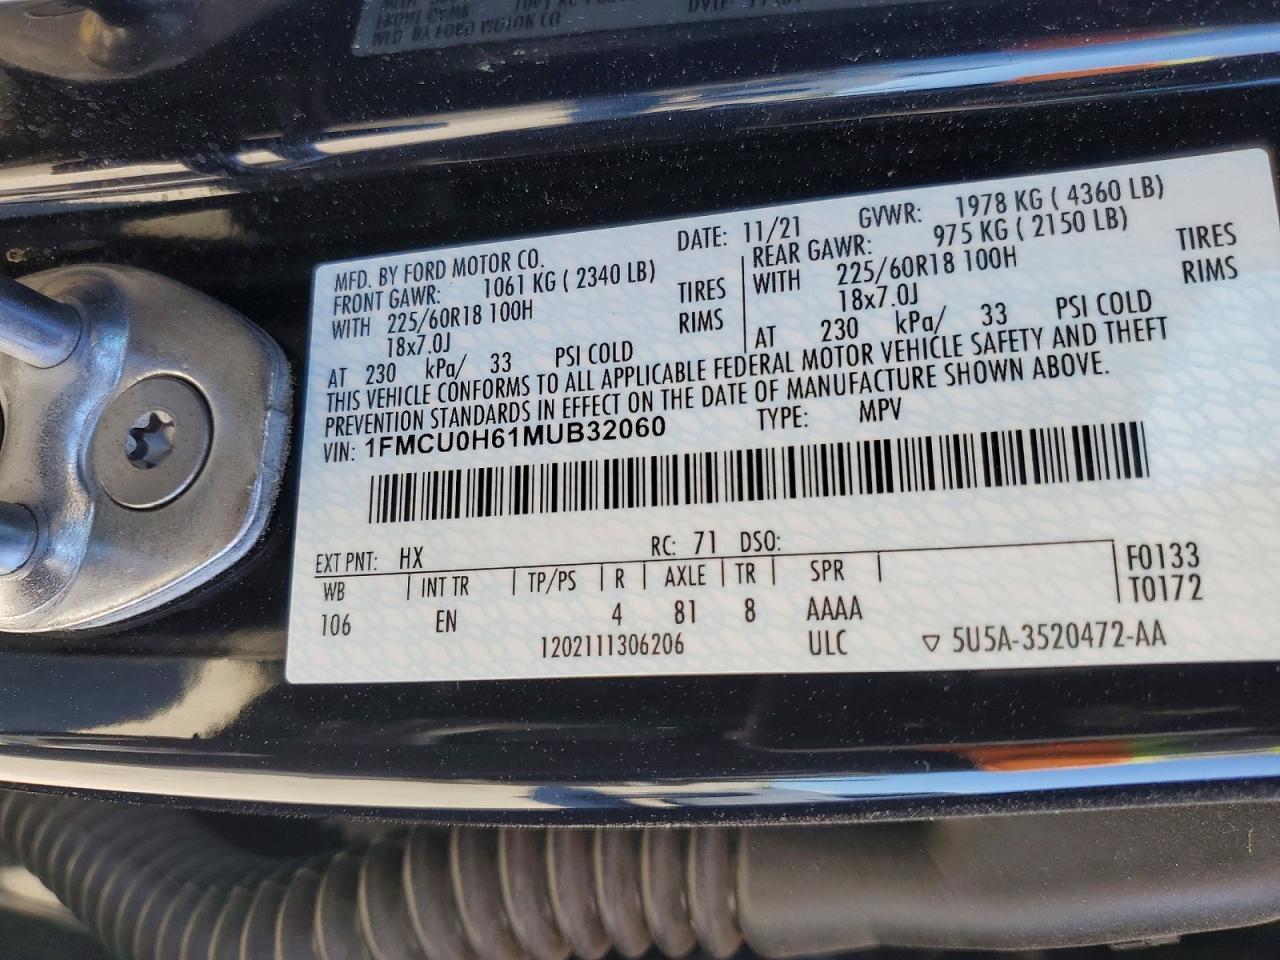 MFD. BY FORD MOTOR CO.
DATE: 11/21 GVWR: 1978 KG ( 4360 LB)
FRONT GAWR: 1061 KG ( 2340 LB) REAR GAWR: 975 KG ( 2150 LB)
WITH 225/60R18 100H TIRES WITH 225/60R18 100H TIRES
18x7.0J RIMS 18x7.0J RIMS
AT 230 kPa/ 33 PSI COLD AT 230 kPa/ 33 PSI COLD
THIS VEHICLE CONFORMS TO ALL APPLICABLE FEDERAL MOTOR VEHICLE SAFETY AND THEFT
PREVENTION STANDARDS IN EFFECT ON THE DATE OF MANUFACTURE SHOWN ABOVE.
VIN: 1FMCU0H61MUB32060 TYPE: MPV
EXT PNT: HX RC: 71 DSO:
WB INT TR TP/PS R AXLE TR SPR F0133
106 EN 4 81 8 AAAA T0172
1202111306206 ULC 5U5A-3520472-AA